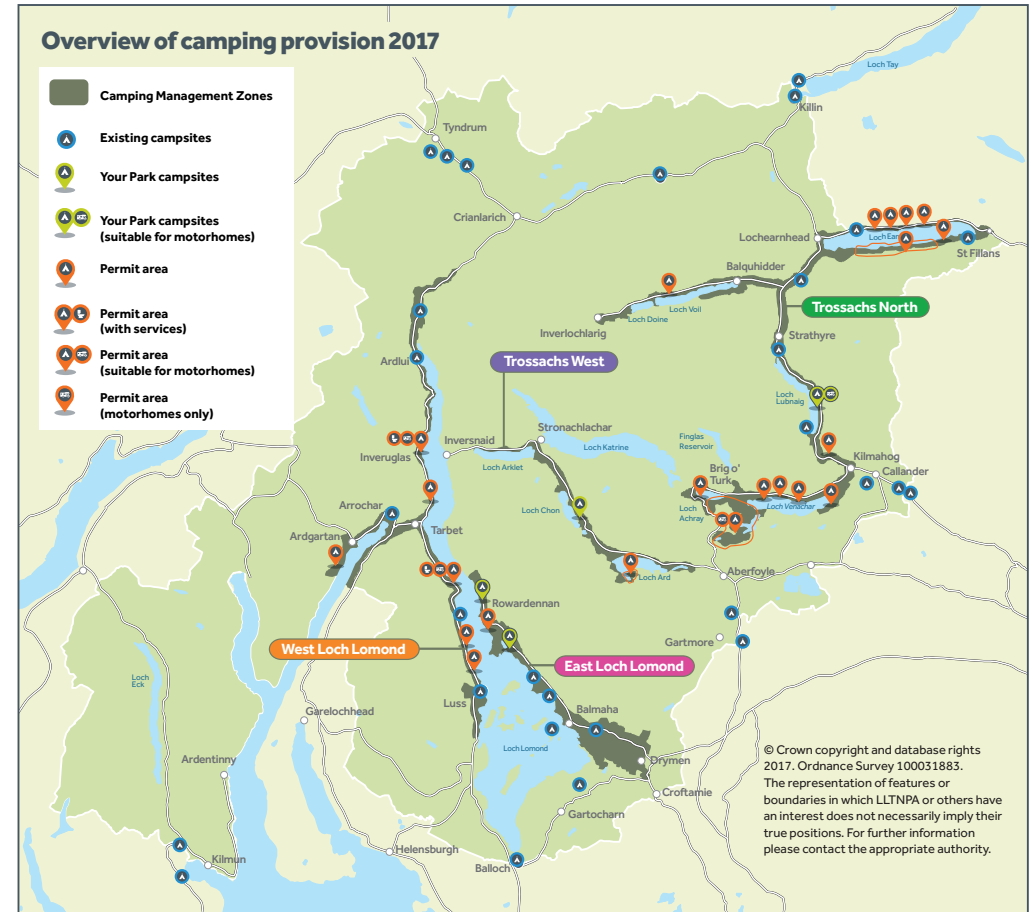 Overview of camping provision 2017
Camping Management Zones
Existing campsites
Your Park campsites
Your Park campsites
(suitable for motorhomes)
Permit area
Permit area
(with services)
Permit area
(suitable for motorhomes)
Permit area
(motorhomes only)
Loch Tay
Killin
Tyndrum
Crianlarich
Lochearnhead
Loch Ear
St Fillans
Balquhidder
Loch Voil
Loch Doine
Inverlochlarig
Trossachs North
Strathyre
Ardlui
Trossachs West
Loch
Lubnaig
Inveruglas
Inversnaid
Stronachlachar
Loch Katrine
Loch Arklet
Finglas
Reservoir
Kilmahog
Callander
Brig o'
Turk
Loch Venachar
Loch
Achray
Loch Chon
Arrochar
Tarbet
Ardgartan
Loch Ard
Aberfoyle
Rowardennan
Gartmore
West Loch Lomond
East Loch Lomond
Loch
Eck
Luss
Garelochhead
Balmaha
Loch Lomond
Drymen
Ardentinny
Croftamie
Gartocharn
Helensburgh
Balloch
Kilmun
© Crown copyright and database rights
2017. Ordnance Survey 100031883.
The representation of features or
boundaries in which LLTNPA or others have
an interest does not necessarily imply their
true positions. For further information
please contact the appropriate authority.